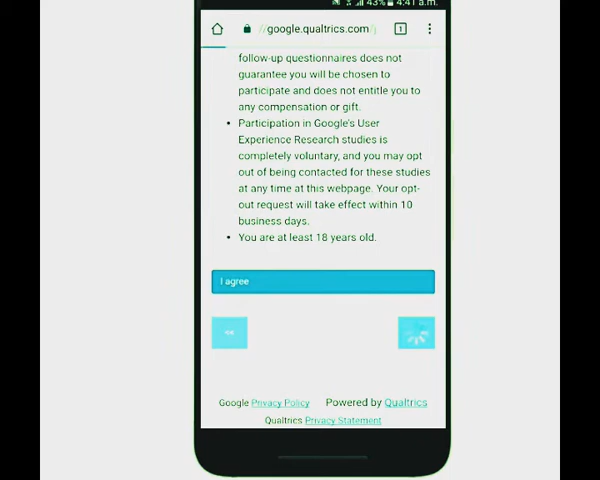 43% 4:41 a.m.
//google.qualtrics.com/
1
follow-up questionnaires does not
guarantee you will be chosen to
participate and does not entitle you to
any compensation or gift.
• Participation in Google's User
Experience Research studies is
completely voluntary, and you may opt
out of being contacted for these studies
at any time at this webpage. Your opt-
out request will take effect within 10
business days.
• You are at least 18 years old.
I agree
<<
Google Privacy Policy Powered by Qualtrics
Qualtrics Privacy Statement